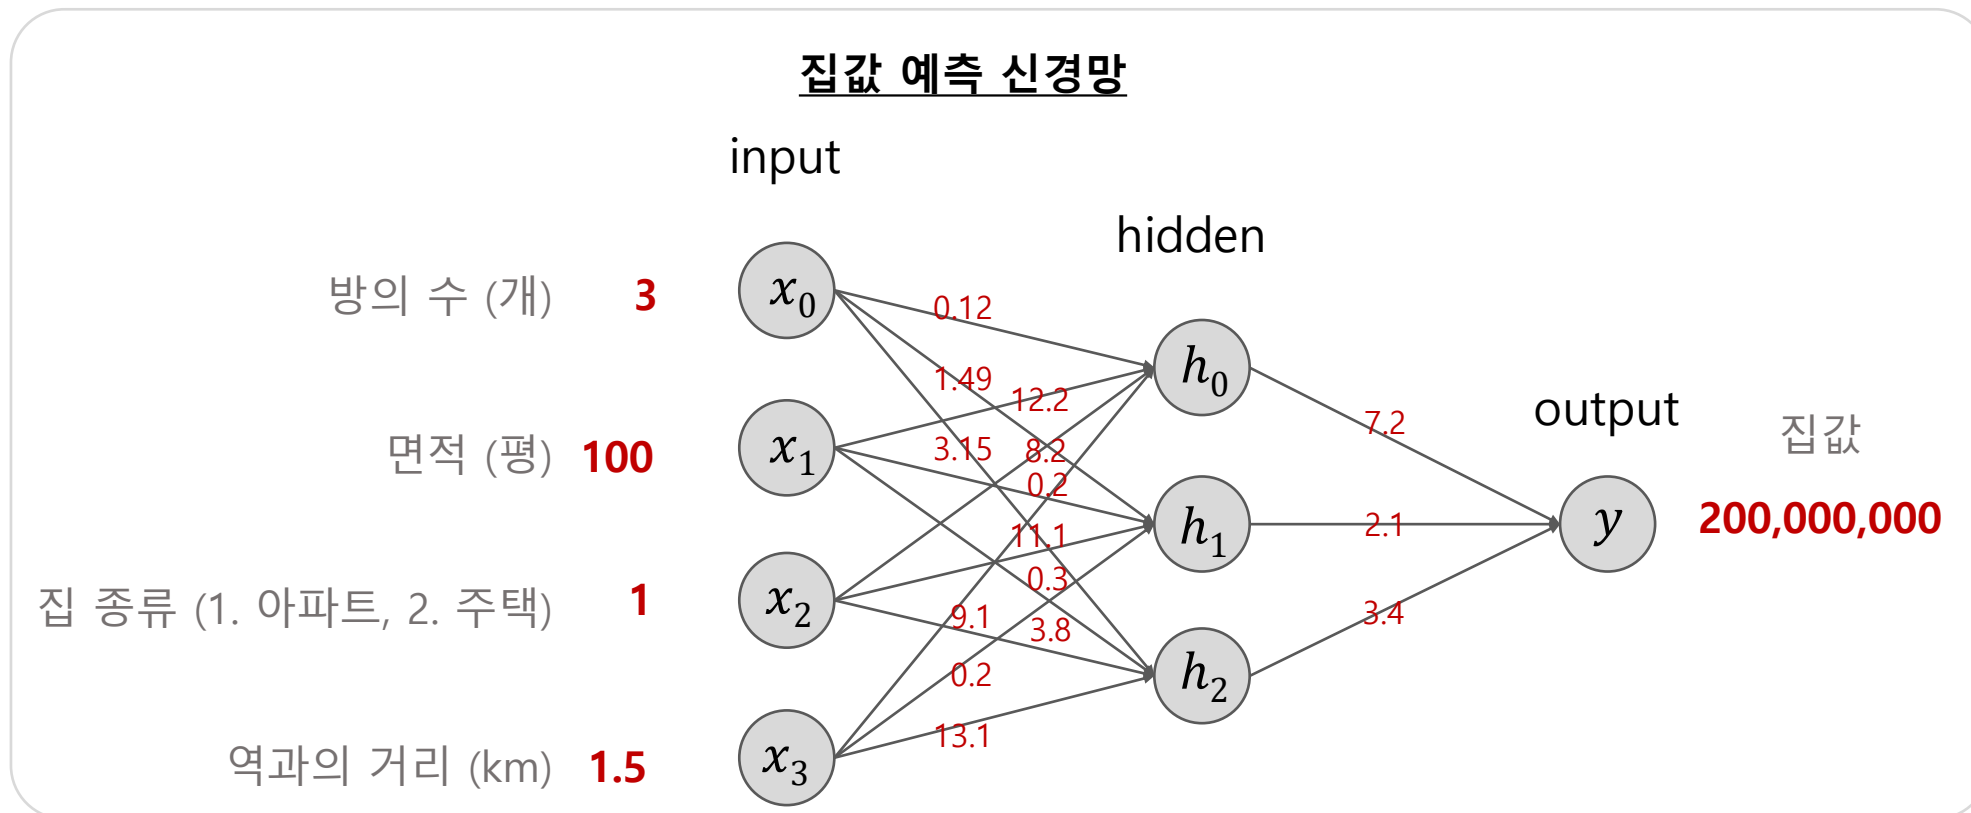 집값 예측 신경망
input
hidden
output
집값
200,000,000
방의 수 (개) 3
면적 (평) 100
집 종류 (1. 아파트, 2. 주택) 1
역과의 거리 (km) 1.5
x0
x1
x2
x3
0.12
1.49
12.2
3.15
8.2
0.2
11.1
0.3
9.1
3.8
0.2
13.1
h0
h1
h2
7.2
2.1
3.4
y